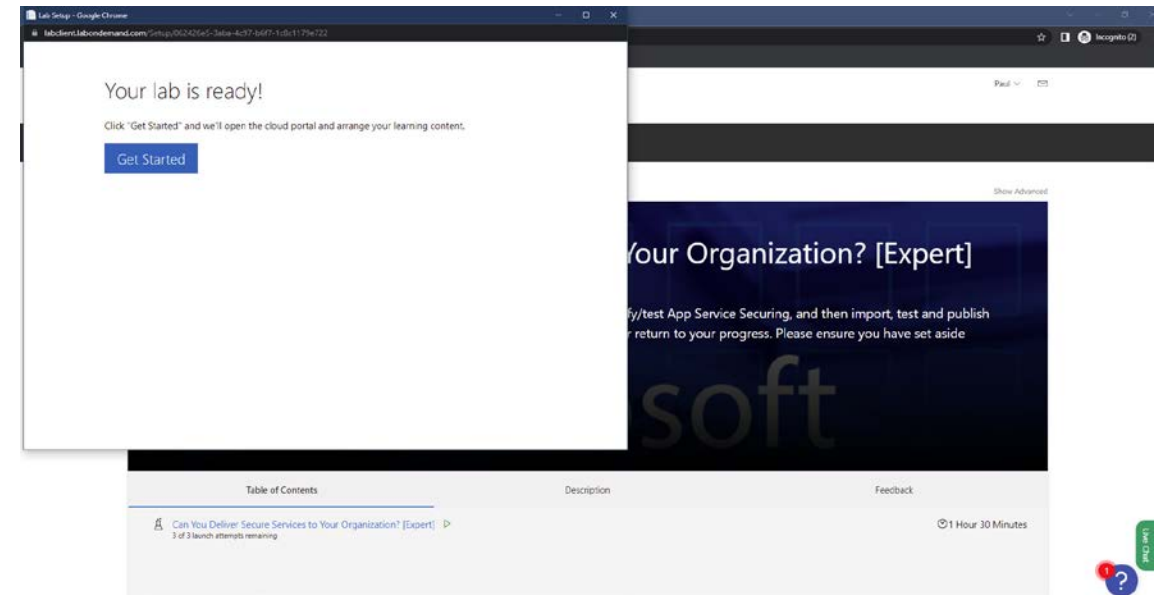 Lab Setup - Google Chrome
labclient.labondemand.com/Setup/
Incognito (2)
Your lab is ready!
Click "Get Started" and we'll open the cloud portal and arrange your learning content.
Get Started
Paul
Show Advanced
Your Organization? [Expert]
fy/test App Service Securing, and then import, test and publish
r return to your progress. Please ensure you have set aside
soft
Table of Contents
Description
Feedback
Can You Deliver Secure Services to Your Organization? [Expert]
1 Hour 30 Minutes
3 of 3 launch attempts remaining
Live Chat
1
?